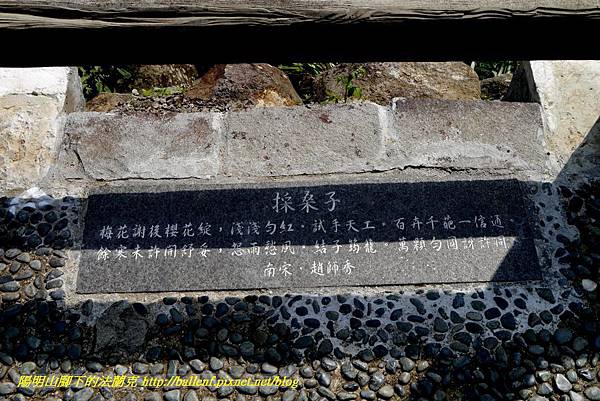 採桑子
梅花謝後櫻花綻，淺淺勻紅．試手天工．百卉千葩一信通．
餘寒未許開舒妥，怨雨愁風．結子筠籠．萬顆勻圓訝許同．
南宋．趙師秀
陽明山腳下的法蘭克 http://ballenf.pixnet.net/blog